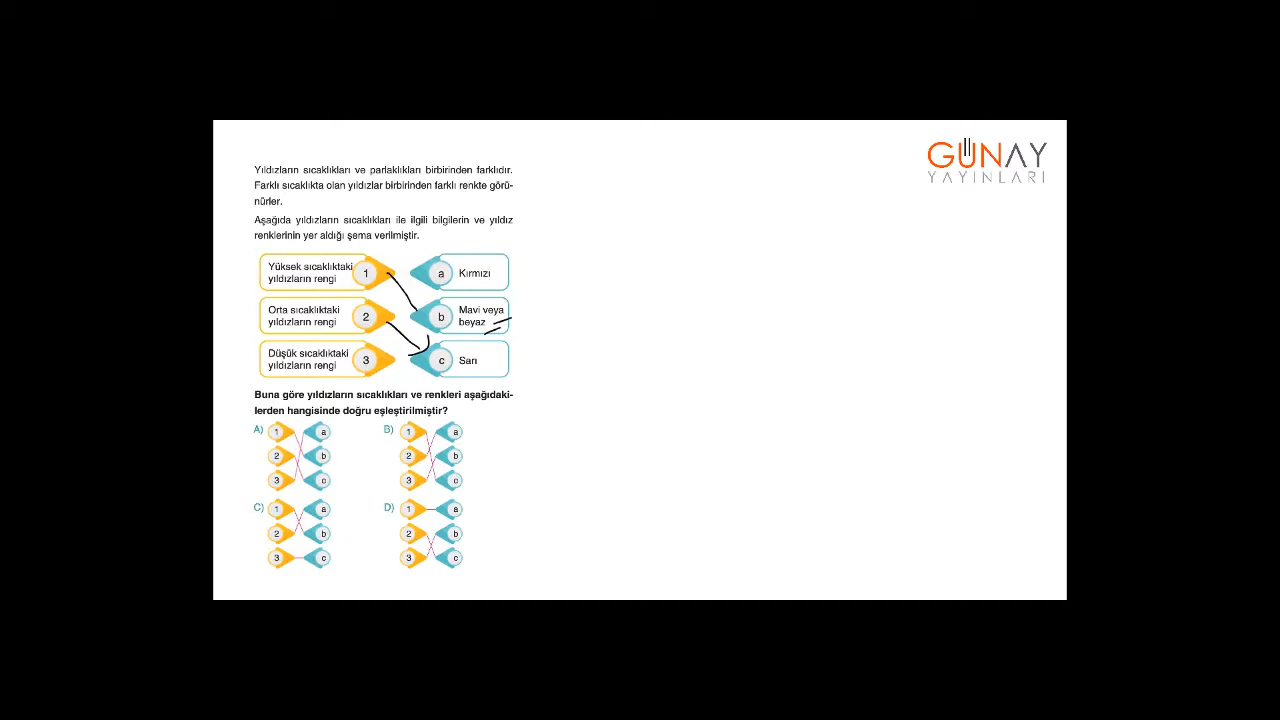 GÜNAY
YAYINLARI
Yıldızların sıcaklıkları ve parlaklıkları birbirinden farklıdır.
Farklı sıcaklıkta olan yıldızlar birbirinden farklı renkte görü-
nürler.
Aşağıda yıldızların sıcaklıkları ile ilgili bilgilerin ve yıldız
renklerinin yer aldığı şema verilmiştir.
Yüksek sıcaklıktaki
yıldızların rengi
1
a
Kırmızı
Orta sıcaklıktaki
yıldızların rengi
2
b
Mavi veya
beyaz
Düşük sıcaklıktaki
yıldızların rengi
3
c
Sarı
Buna göre yıldızların sıcaklıkları ve renkleri aşağıdaki-
lerden hangisinde doğru eşleştirilmiştir?
A) 1 a
2 b
3 c
B) 1 a
2 b
3 c
C) 1 a
2 b
3 c
D) 1 a
2 b
3 c